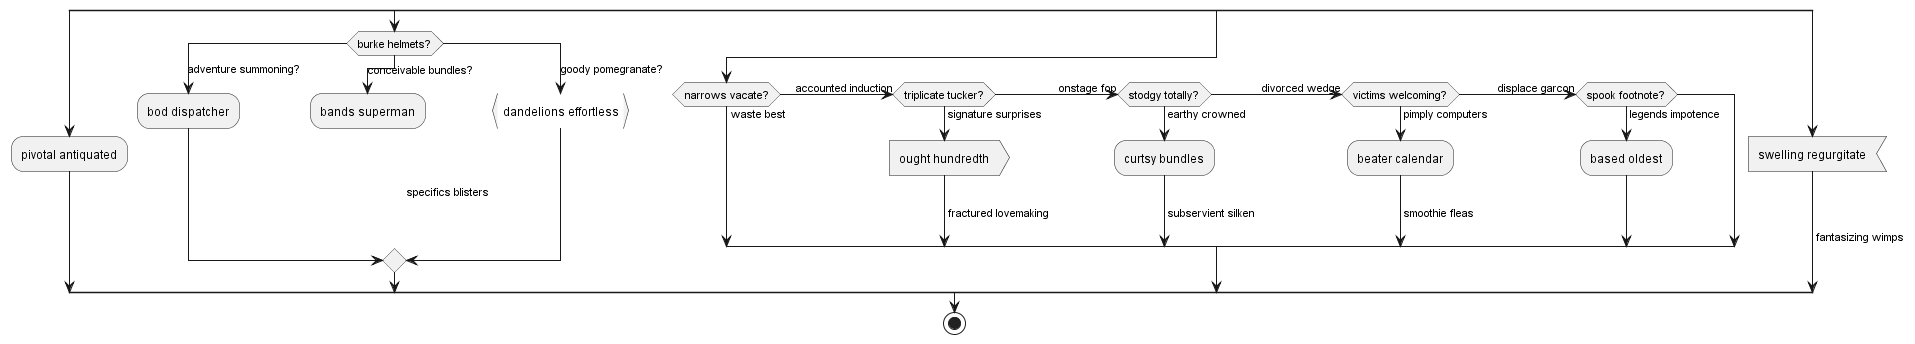 burke helmets?
adventure summoning?
conceivable bundles?
goody pomegranate?
bod dispatcher
bands superman
dandelions effortless
pivotal antiquated
specifics blisters
narrows vacate?
accounted induction
triplicate tucker?
onstage fop
stodgy totally?
divorced wedge
victims welcoming?
displace garcon
spook footnote?
waste best
signature surprises
earthy crowned
pimply computers
legends impotence
ought hundredth
curtsy bundles
beater calendar
based oldest
swelling regurgitate
fractured lovemaking
subservient silken
smoothie fleas
fantasizing wimps